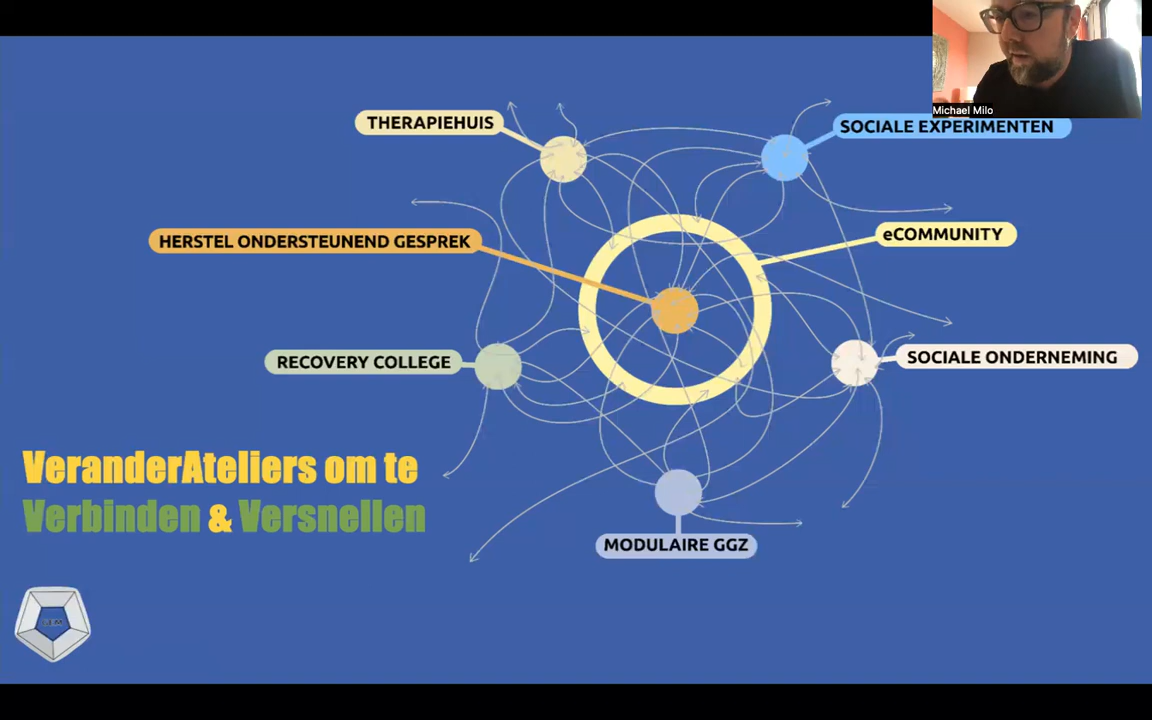 Michael Milo
THERAPIEHUIS
SOCIALE EXPERIMENTEN
HERSTEL ONDERSTEUNEND GESPREK
eCOMMUNITY
RECOVERY COLLEGE
SOCIALE ONDERNEMING
VeranderAteliers om te
Verbinden & Versnellen
MODULAIRE GGZ
GEM